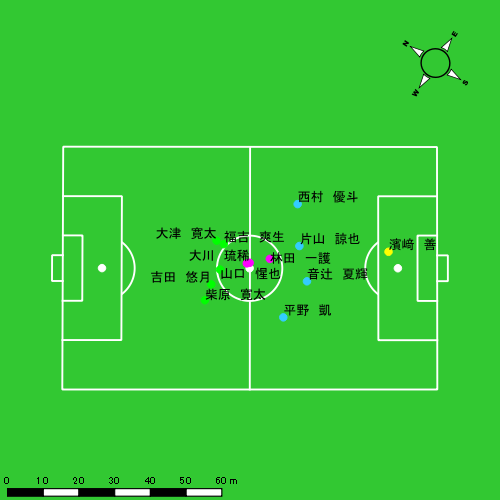 N
E
W
S
西村 優斗
大津 寛太
福吉 爽生
片山 諒也
濱﨑 善
大川 琉稀
林田 一護
吉田 悠月
山口 惺也
音辻 夏輝
柴原 寛太
平野 凱
0 10 20 30 40 50 60 m